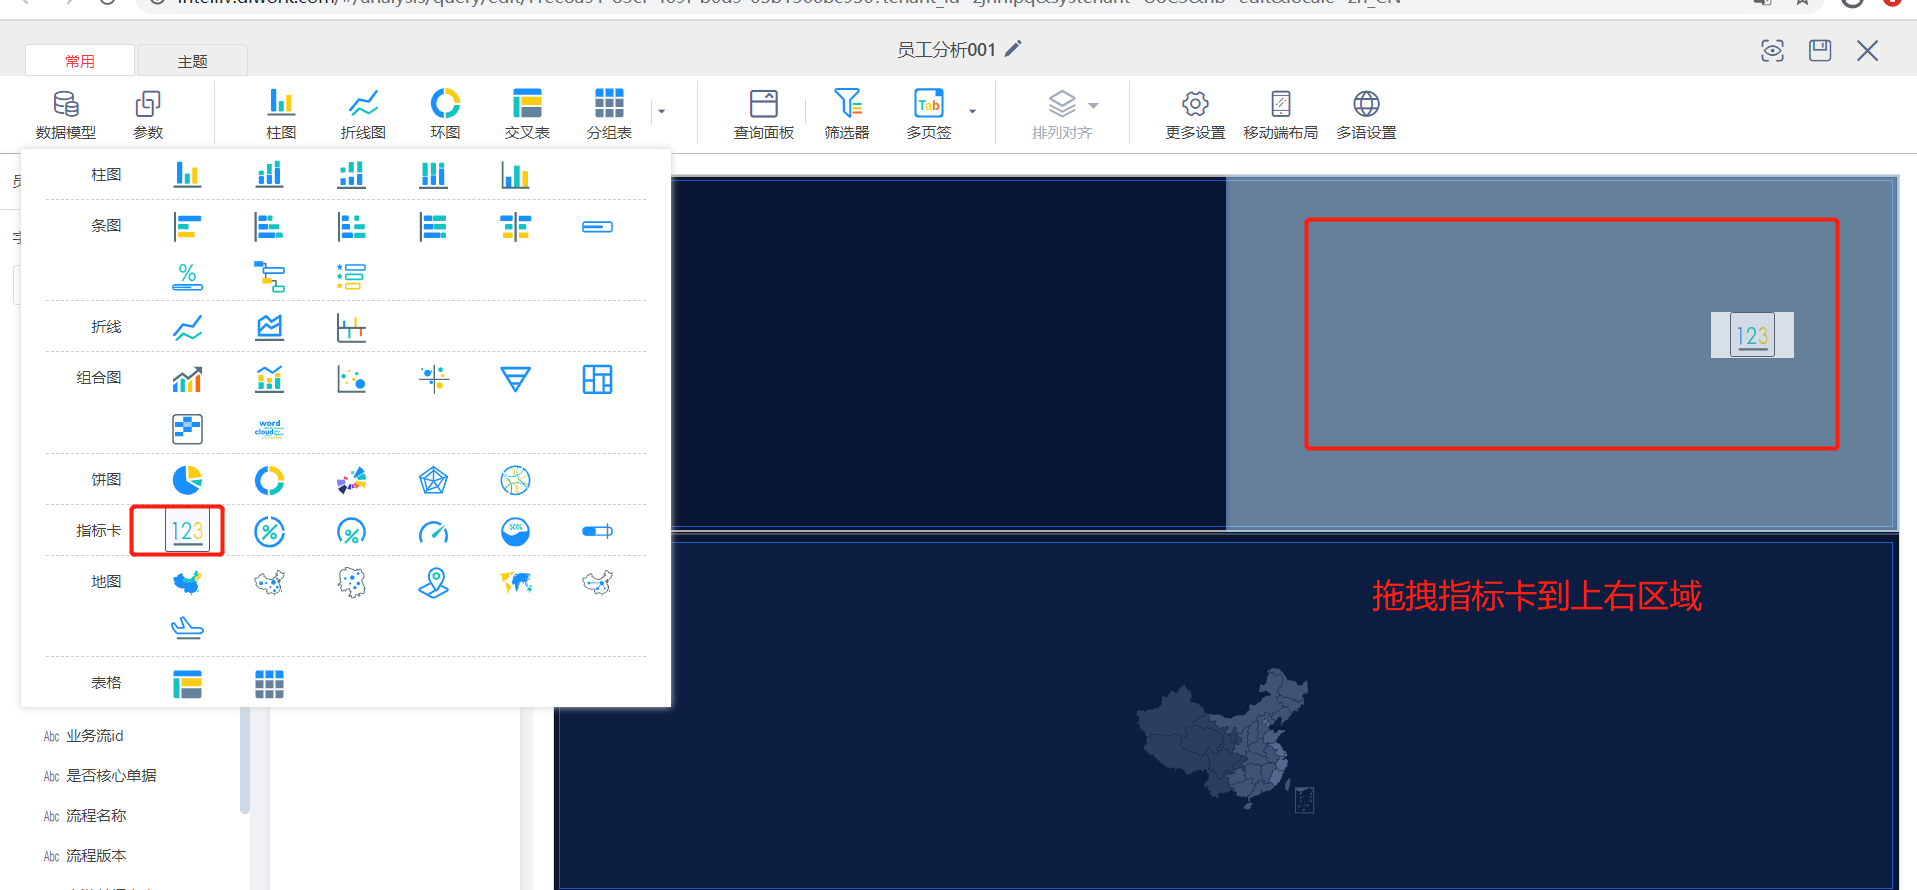 常用
主题
员工分析001
数据模型
参数
柱图
折线图
环图
交叉表
分组表
查询面板
筛选器
Tab
多页签
排列对齐
更多设置
移动端布局
多语设置
柱图
条图
%
折线
组合图
word
cloud
饼图
指标卡
123
%
%
50%
地图
表格
123
拖拽指标卡到上右区域
Abc 业务流id
Abc 是否核心单据
Abc 流程名称
Abc 流程版本